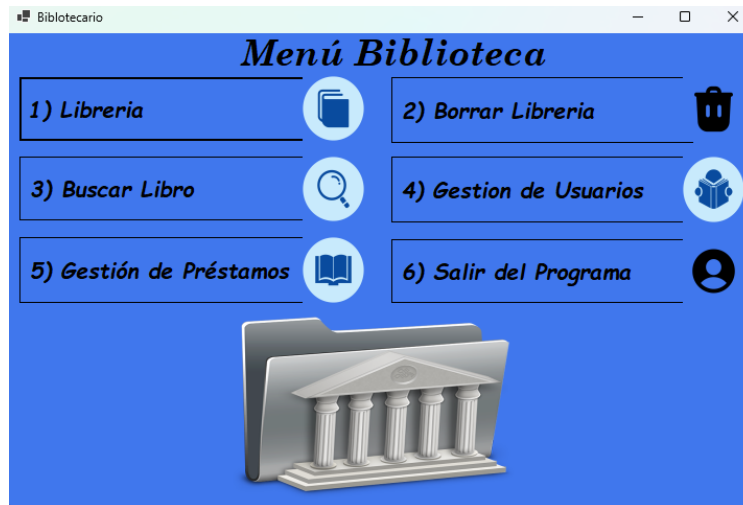 Biblotecario
Menú Biblioteca
1) Libreria
2) Borrar Libreria
3) Buscar Libro
4) Gestion de Usuarios
5) Gestión de Préstamos
6) Salir del Programa